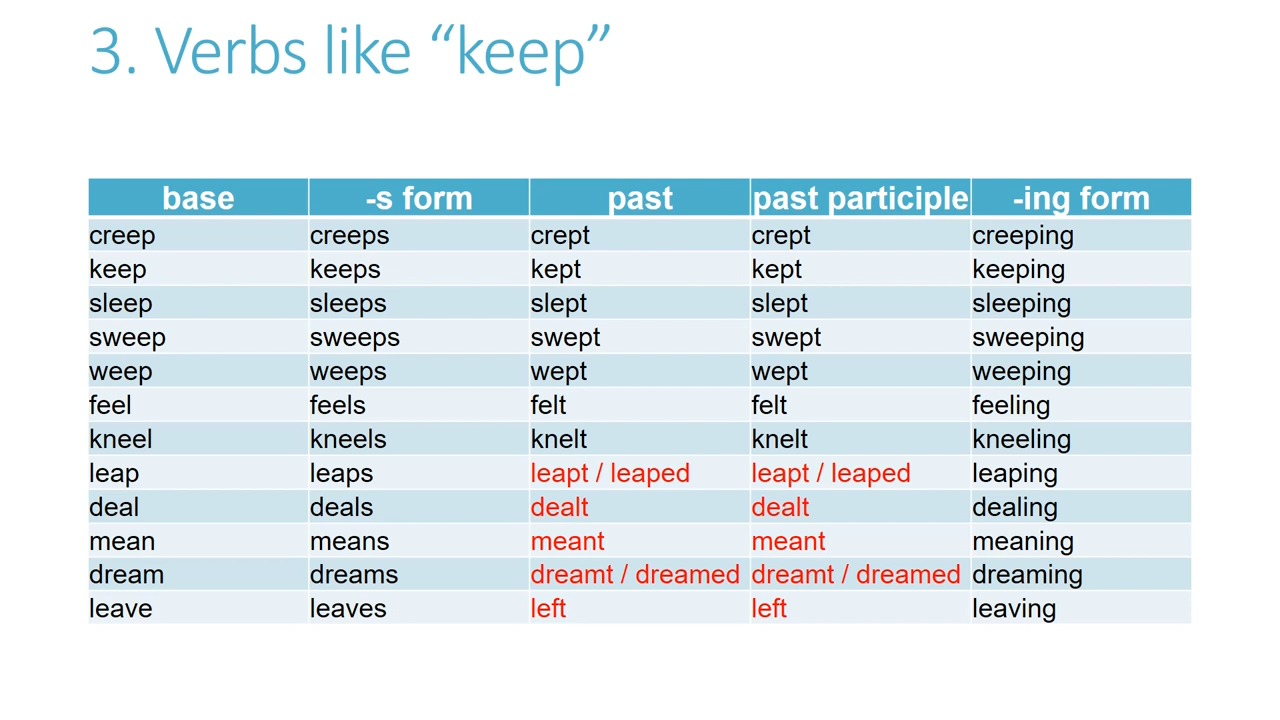 3. Verbs like “keep”
base -s form past past participle -ing form
creep creeps crept crept creeping
keep keeps kept kept keeping
sleep sleeps slept slept sleeping
sweep sweeps swept swept sweeping
weep weeps wept wept weeping
feel feels felt felt feeling
kneel kneels knelt knelt kneeling
leap leaps leapt / leaped leapt / leaped leaping
deal deals dealt dealt dealing
mean means meant meant meaning
dream dreams dreamt / dreamed dreamt / dreamed dreaming
leave leaves left left leaving